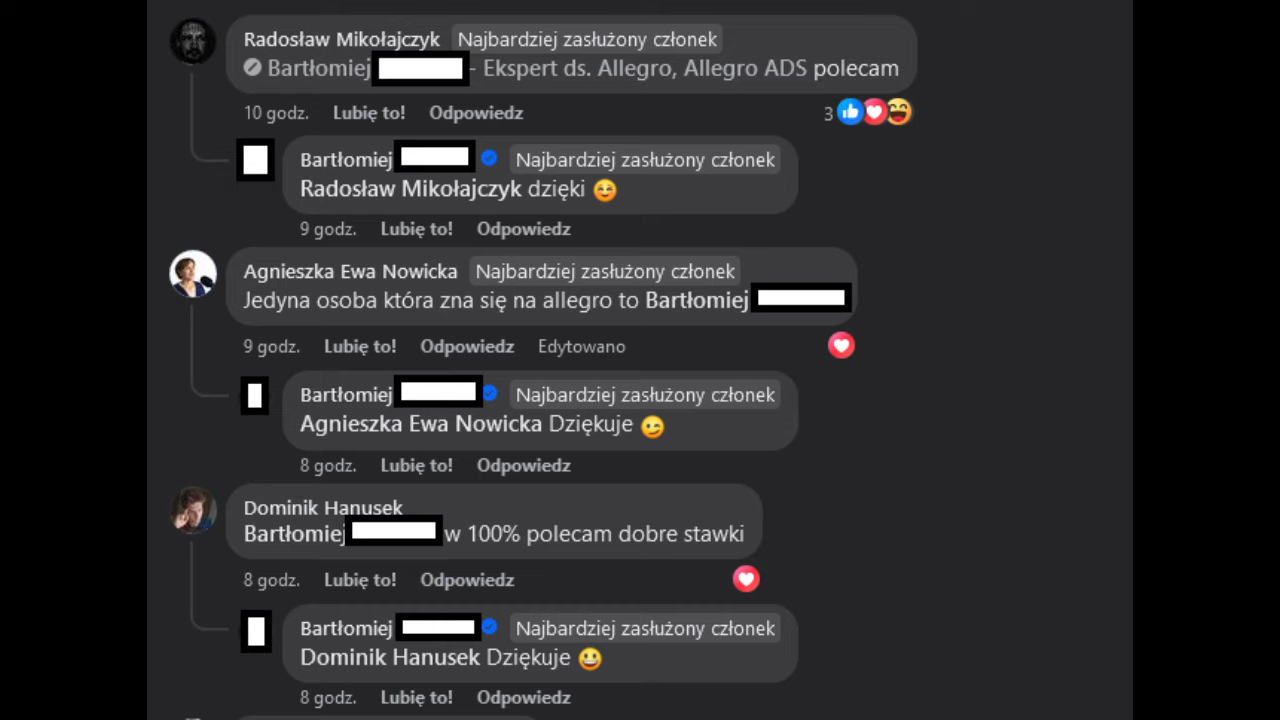 Radosław Mikołajczyk Najbardziej zasłużony członek
Bartłomiej - Ekspert ds. Allegro, Allegro ADS polecam
10 godz. Lubię to! Odpowiedz 3
Bartłomiej Najbardziej zasłużony członek
Radosław Mikołajczyk dzięki
9 godz. Lubię to! Odpowiedz
Agnieszka Ewa Nowicka Najbardziej zasłużony członek
Jedyna osoba która zna się na allegro to Bartłomiej
9 godz. Lubię to! Odpowiedz Edytowano
Bartłomiej Najbardziej zasłużony członek
Agnieszka Ewa Nowicka Dziękuje
8 godz. Lubię to! Odpowiedz
Dominik Hanusek
Bartłomiej w 100% polecam dobre stawki
8 godz. Lubię to! Odpowiedz
Bartłomiej Najbardziej zasłużony członek
Dominik Hanusek Dziękuje
8 godz. Lubię to! Odpowiedz